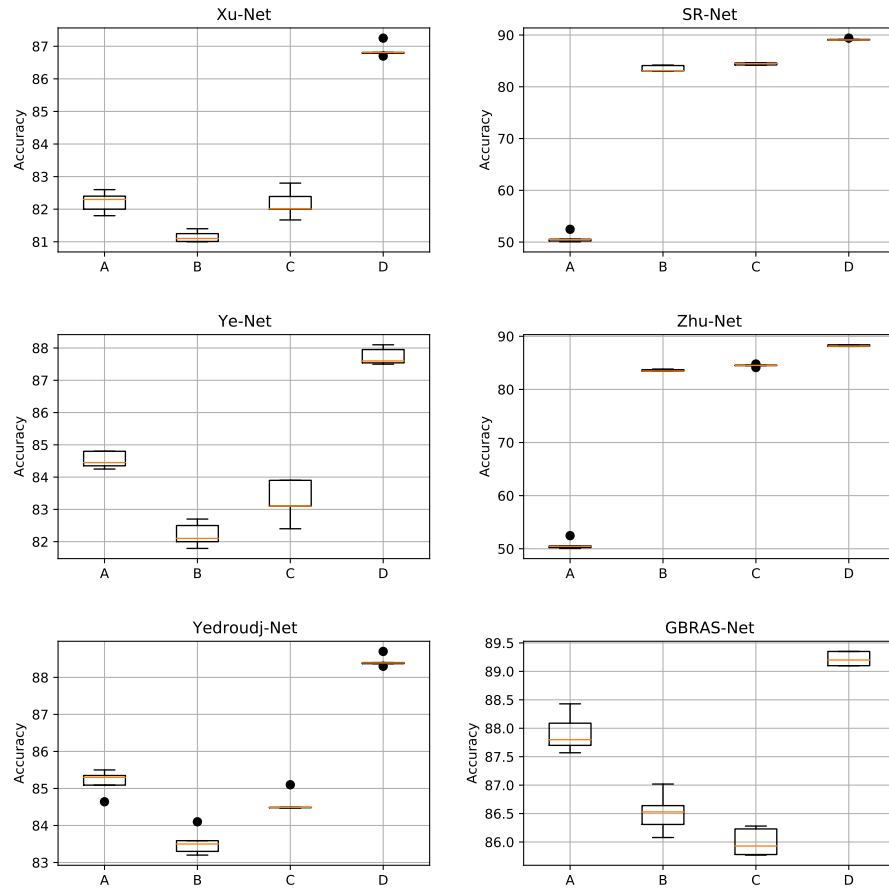 Xu-Net
Accuracy
87
86
85
84
83
82
81
A
B
C
D
SR-Net
Accuracy
90
80
70
60
50
A
B
C
D
Ye-Net
Accuracy
88
87
86
85
84
83
82
A
B
C
D
Zhu-Net
Accuracy
90
80
70
60
50
A
B
C
D
Yedroudj-Net
Accuracy
88
87
86
85
84
83
A
B
C
D
GBRAS-Net
Accuracy
89.5
89.0
88.5
88.0
87.5
87.0
86.5
86.0
A
B
C
D